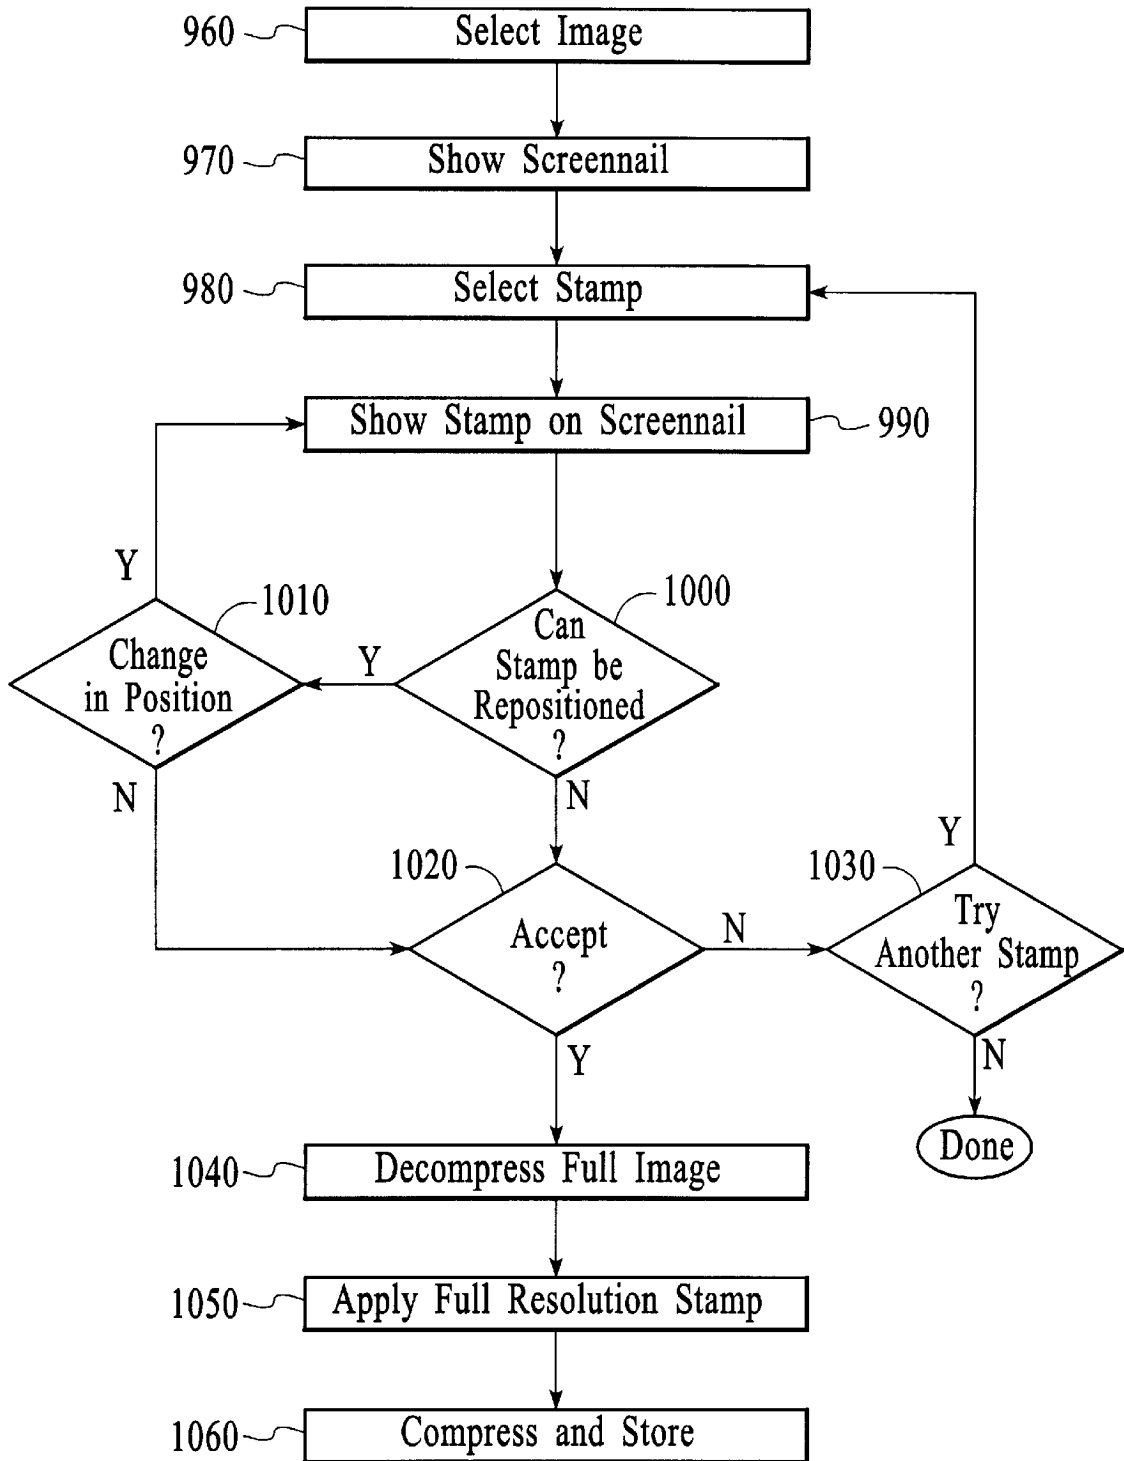 960
Select Image
970
Show Screennail
980
Select Stamp
Show Stamp on Screennail
990
Y
1010
Change
in Position
?
N
Y
1000
Can
Stamp be
Repositioned
?
N
1020
Accept
?
N
Y
1030
Y
Try
Another Stamp
?
N
Done
1040
Decompress Full Image
1050
Apply Full Resolution Stamp
1060
Compress and Store